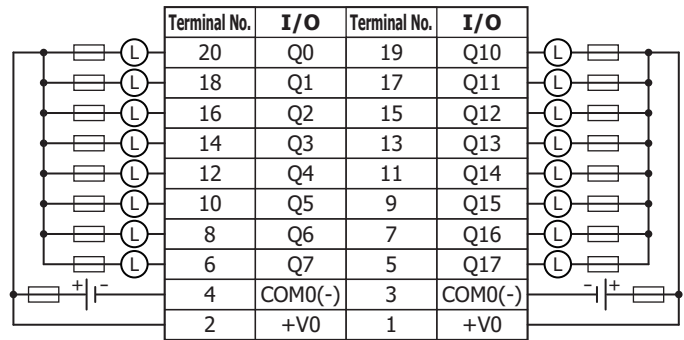 Terminal No. I/O Terminal No. I/O
L 20 Q0 19 Q10 L
L 18 Q1 17 Q11 L
L 16 Q2 15 Q12 L
L 14 Q3 13 Q13 L
L 12 Q4 11 Q14 L
L 10 Q5 9 Q15 L
L 8 Q6 7 Q16 L
L 6 Q7 5 Q17 L
+ - 4 COM0(-) 3 COM0(-) - +
2 +V0 1 +V0